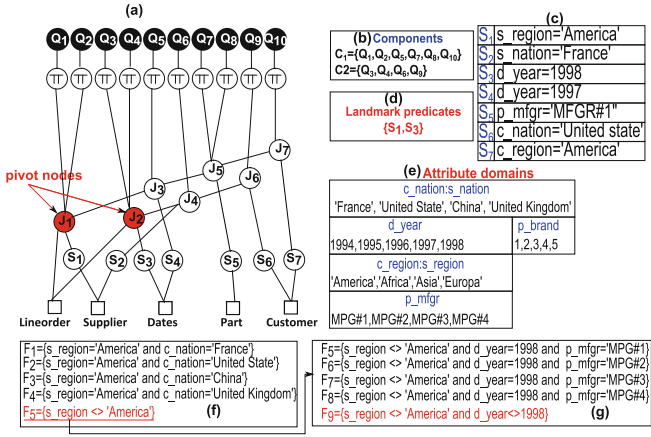 (a)
Q1 Q2 Q3 Q4 Q5 Q6 Q7 Q8 Q9 Q10
π π π π π π π π π π
J7
J5
J6
J3
J4
pivot nodes
J1 J2
S1 S2 S3 S4 S5 S6 S7
Lineorder Supplier Dates Part Customer
(b) Components
C1={Q1,Q2,Q5,Q7,Q8,Q10}
C2={Q3,Q4,Q6,Q9}
(d)
Landmark predicates
{S1,S3}
(c)
S1 s_region='America'
S2 s_nation='France'
S3 d_year=1998
S4 d_year=1997
S5 p_mfgr='MFGR#1"
S6 c_nation='United state'
S7 c_region='America'
(e) Attribute domains
c_nation:s_nation
'France', 'United State', 'China', 'United Kingdom'
d_year p_brand
1994,1995,1996,1997,1998 1,2,3,4,5
c_region:s_region
'America','Africa','Asia','Europa'
p_mfgr
MPG#1,MPG#2,MPG#3,MPG#4
F1={s_region='America' and c_nation='France'}
F2={s_region='America' and c_nation='United State'}
F3={s_region='America' and c_nation='China'}
F4={s_region='America' and c_nation='United Kingdom'}
F5={s_region <> 'America'} (f)
F5={s_region <> 'America' and d_year=1998 and p_mfgr='MPG#1}
F6={s_region <> 'America' and d_year=1998 and p_mfgr='MPG#2}
F7={s_region <> 'America' and d_year=1998 and p_mfgr='MPG#3}
F8={s_region <> 'America' and d_year=1998 and p_mfgr='MPG#4}
F9={s_region <> 'America' and d_year<>1998} (g)